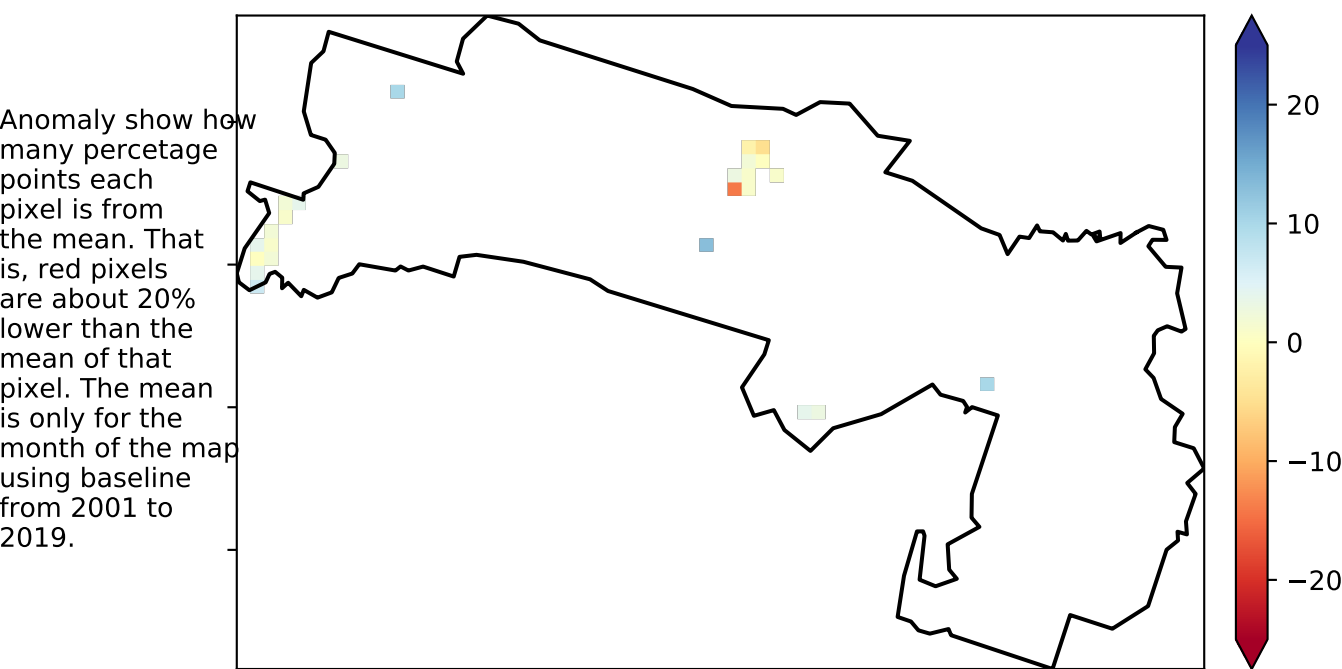 Anomaly show how
many percetage
points each
pixel is from
the mean. That
is, red pixels
are about 20%
lower than the
mean of that
pixel. The mean
is only for the
month of the map
using baseline
from 2001 to
2019.
20
10
0
−10
−20